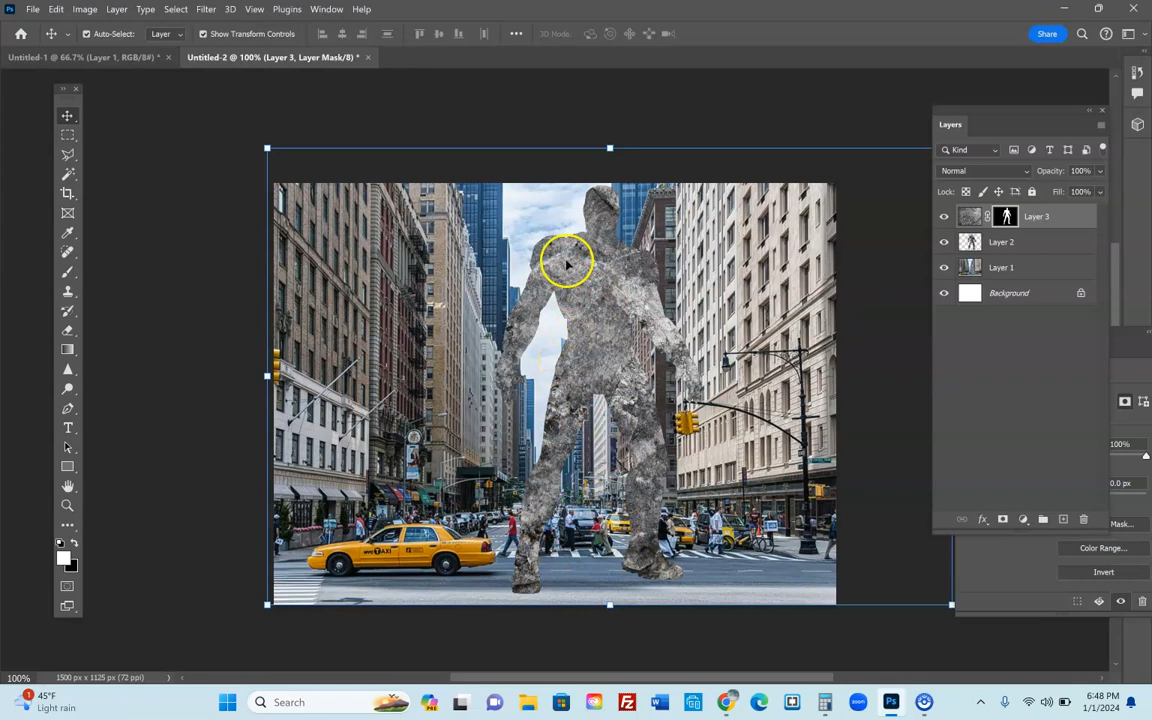 File Edit Image Layer Type Select Filter 3D View Plugins Window Help
Auto-Select: Layer Show Transform Controls 3D Mode: Share
Untitled-1 @ 66.7% (Layer 1, RGB/8#) * Untitled-2 @ 100% (Layer 3, Layer Mask/8) *
Layers
Kind
Normal Opacity: 100%
Lock: Fill: 100%
Layer 3
Layer 2
Layer 1
Background
100%
0.0 px
Mask...
Color Range...
Invert
NYC TAXI
100% 1500 px x 1125 px (72 ppi)
45°F
Light rain
Search
zoom
6:48 PM
1/1/2024